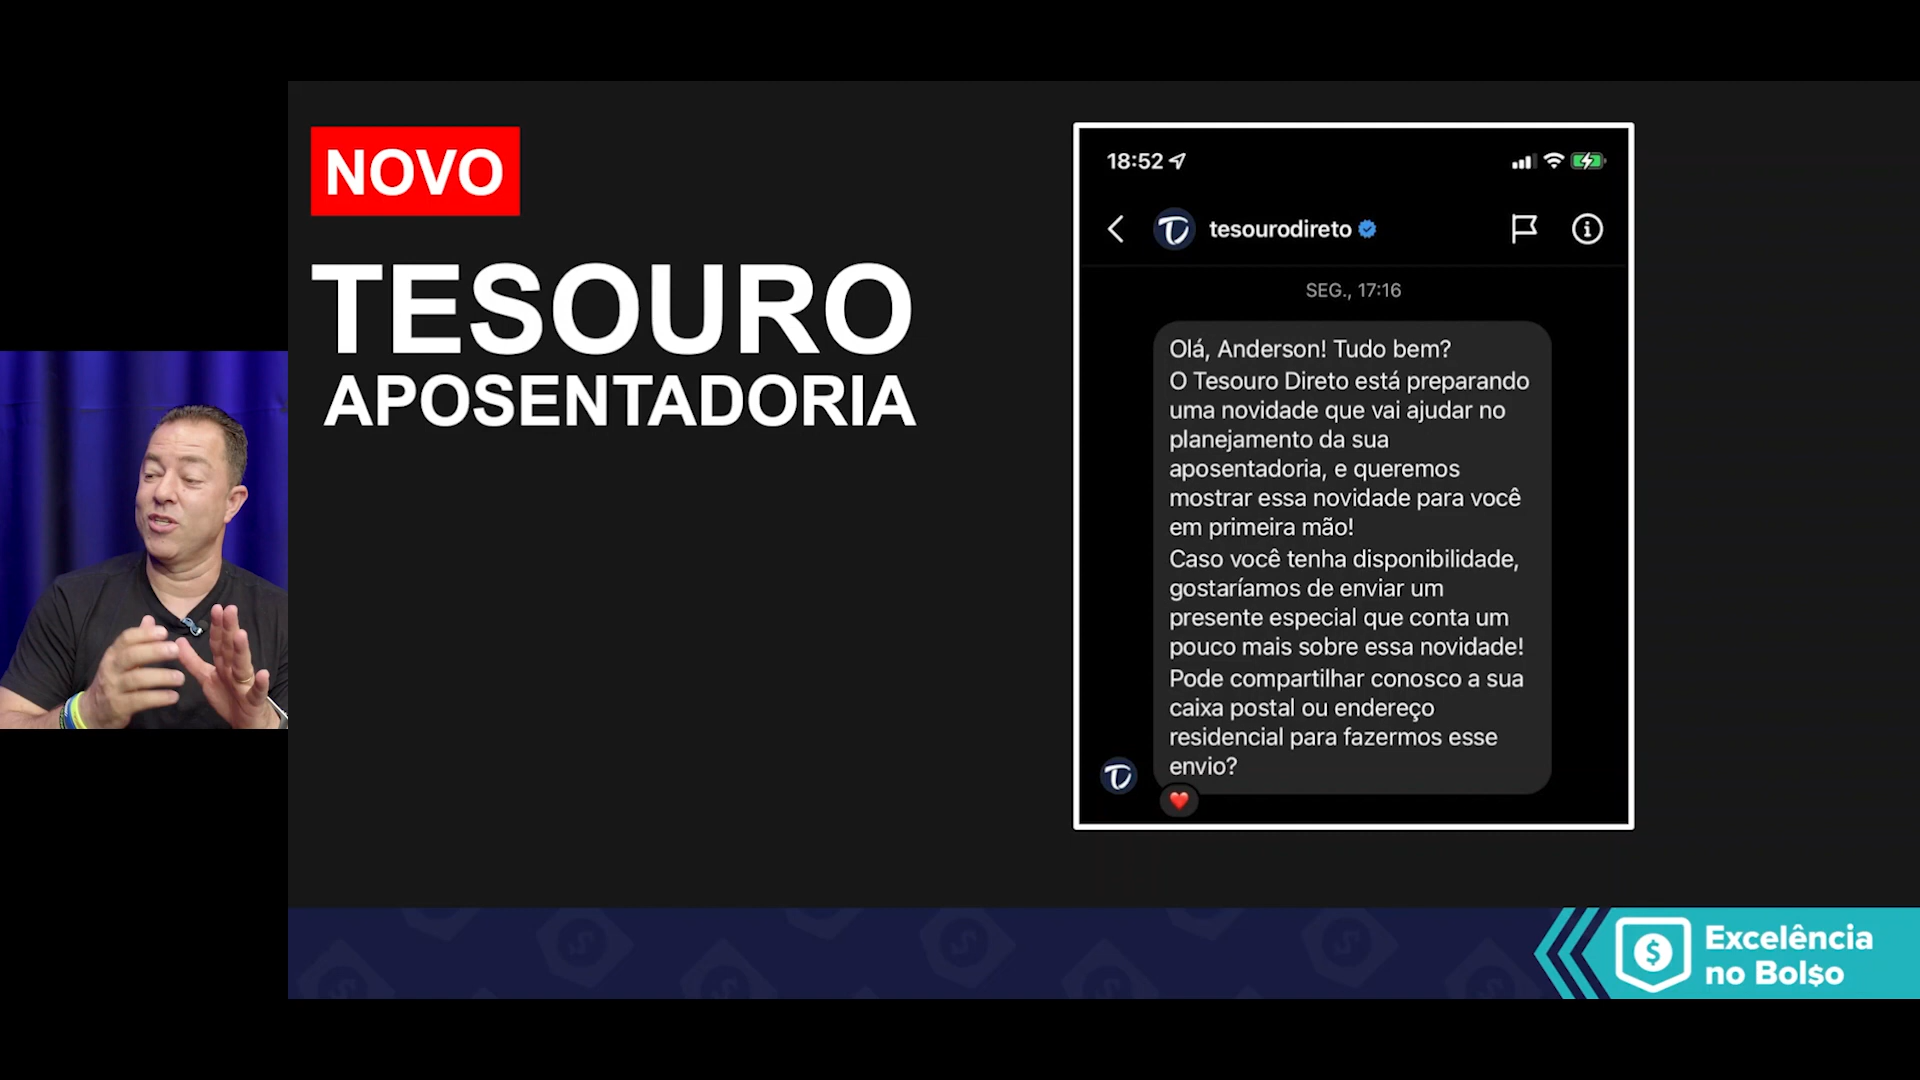 NOVO
TESOURO
APOSENTADORIA
18:52
tesourodireto
SEG., 17:16
Olá, Anderson! Tudo bem?
O Tesouro Direto está preparando
uma novidade que vai ajudar no
planejamento da sua
aposentadoria, e queremos
mostrar essa novidade para você
em primeira mão!
Caso você tenha disponibilidade,
gostaríamos de enviar um
presente especial que conta um
pouco mais sobre essa novidade!
Pode compartilhar conosco a sua
caixa postal ou endereço
residencial para fazermos esse
envio?
Excelência
no Bol$o